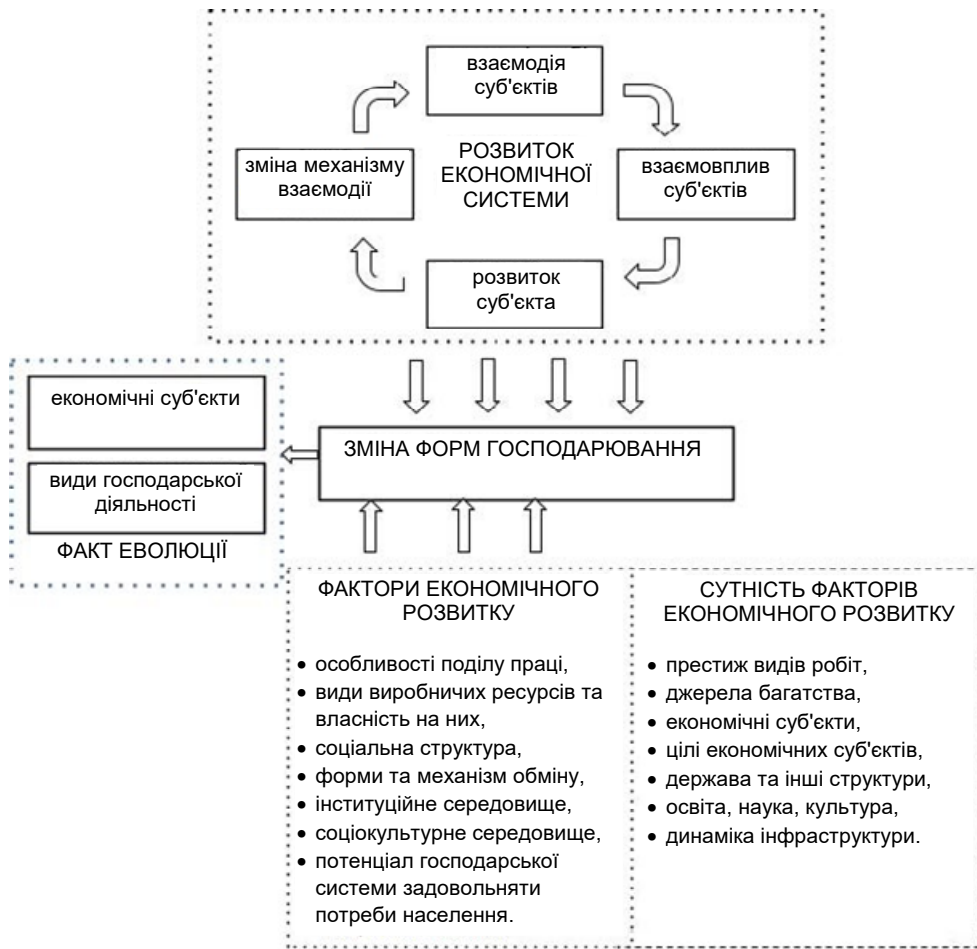 взаємодія
суб'єктів
зміна механізму
взаємодії
РОЗВИТОК
ЕКОНОМІЧНОЇ
СИСТЕМИ
взаємовплив
суб'єктів
розвиток
суб'єкта
економічні суб'єкти
види господарської
діяльності
ФАКТ ЕВОЛЮЦІЇ
ЗМІНА ФОРМ ГОСПОДАРЮВАННЯ
ФАКТОРИ ЕКОНОМІЧНОГО
РОЗВИТКУ
• особливості поділу праці,
• види виробничих ресурсів та
власність на них,
• соціальна структура,
• форми та механізм обміну,
• інституційне середовище,
• соціокультурне середовище,
• потенціал господарської
системи задовольняти
потреби населення.
СУТНІСТЬ ФАКТОРІВ
ЕКОНОМІЧНОГО РОЗВИТКУ
• престиж видів робіт,
• джерела багатства,
• економічні суб'єкти,
• цілі економічних суб'єктів,
• держава та інші структури,
• освіта, наука, культура,
• динаміка інфраструктури.